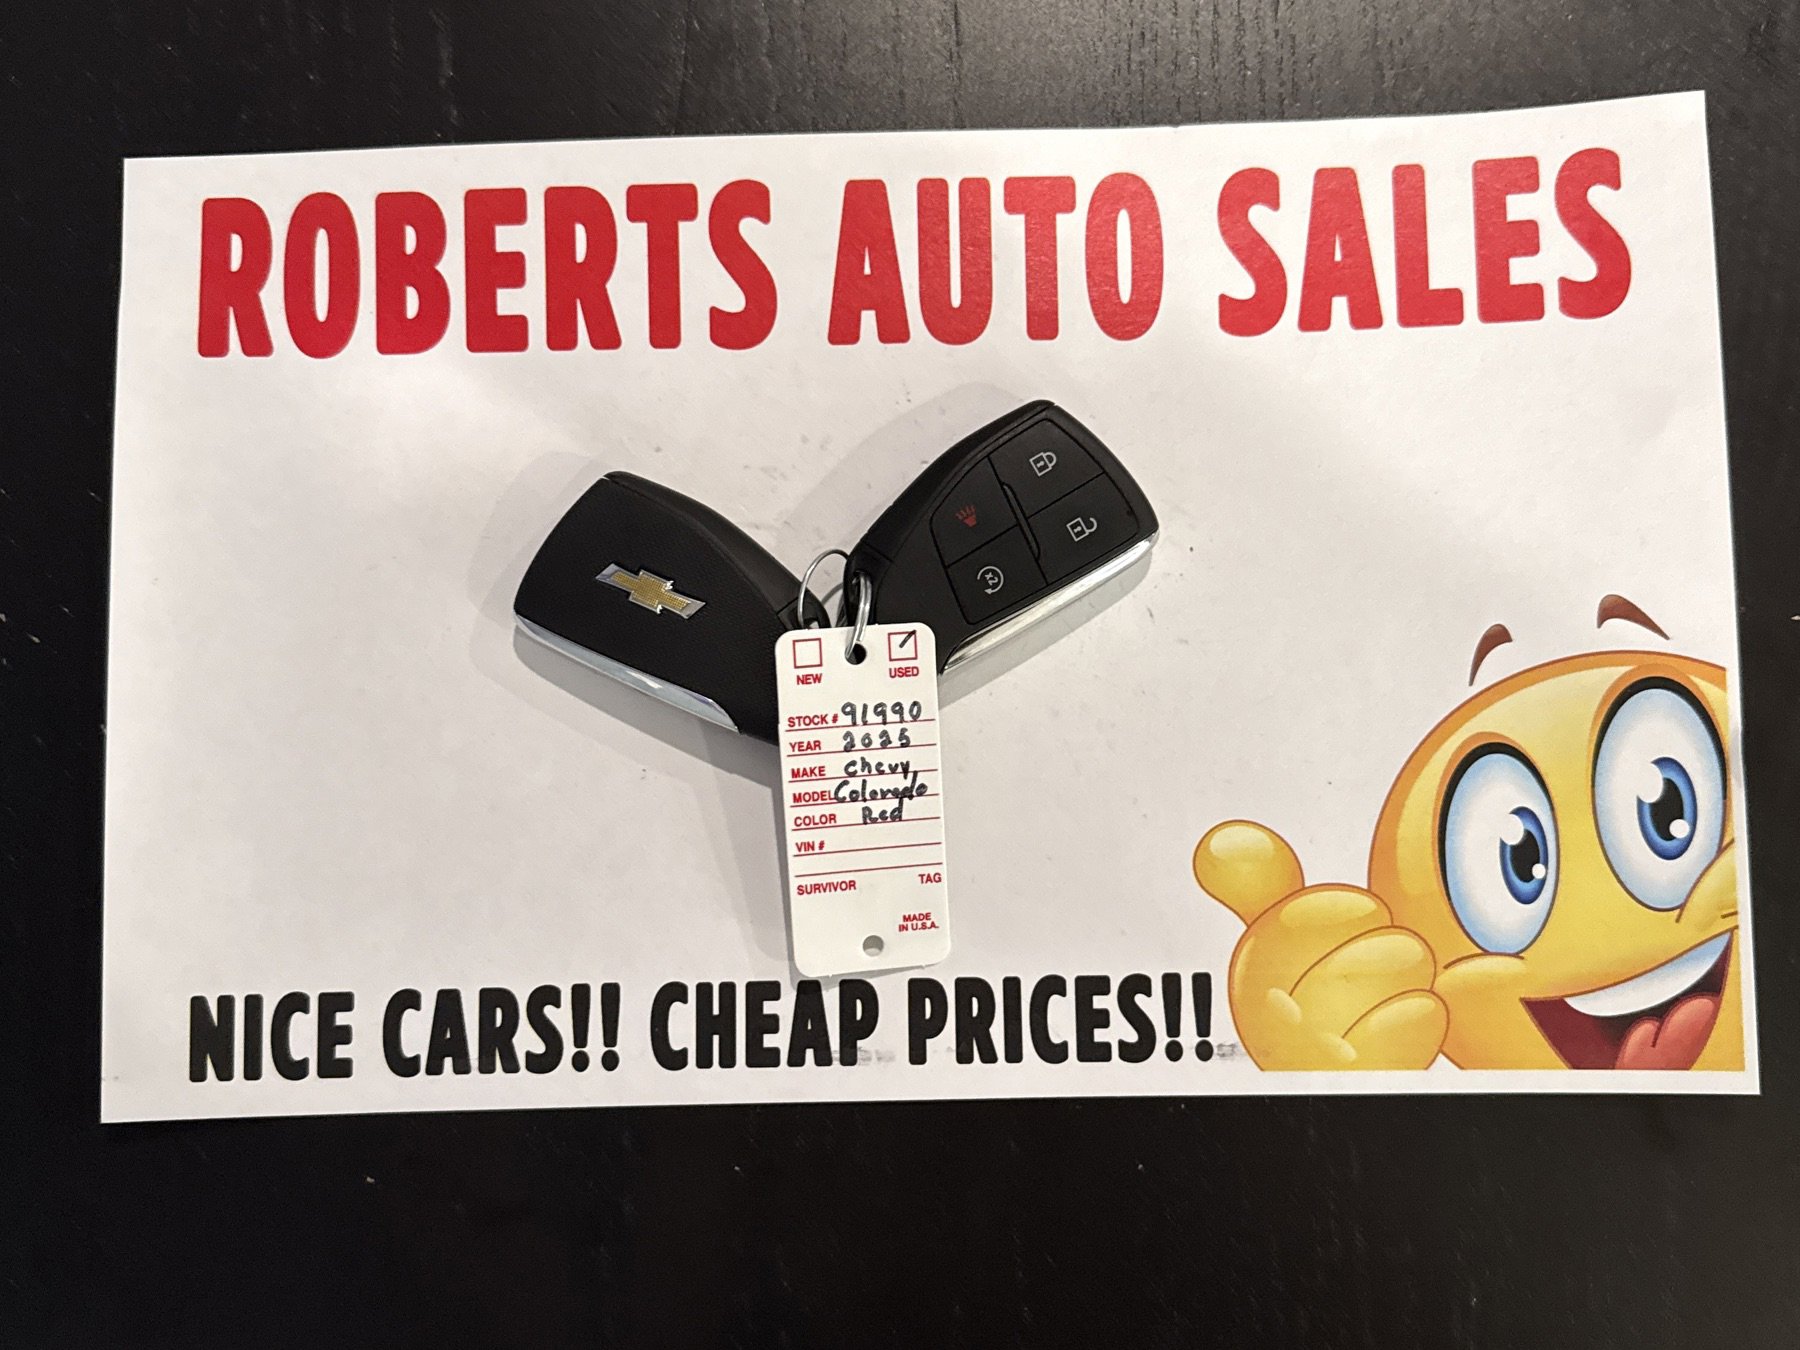 ROBERTS AUTO SALES
x2
NEW USED
STOCK # 91990
YEAR 2025
MAKE Chevy
MODEL Colorado
COLOR Red
VIN #
SURVIVOR TAG
MADE
IN U.S.A.
NICE CARS!! CHEAP PRICES!!